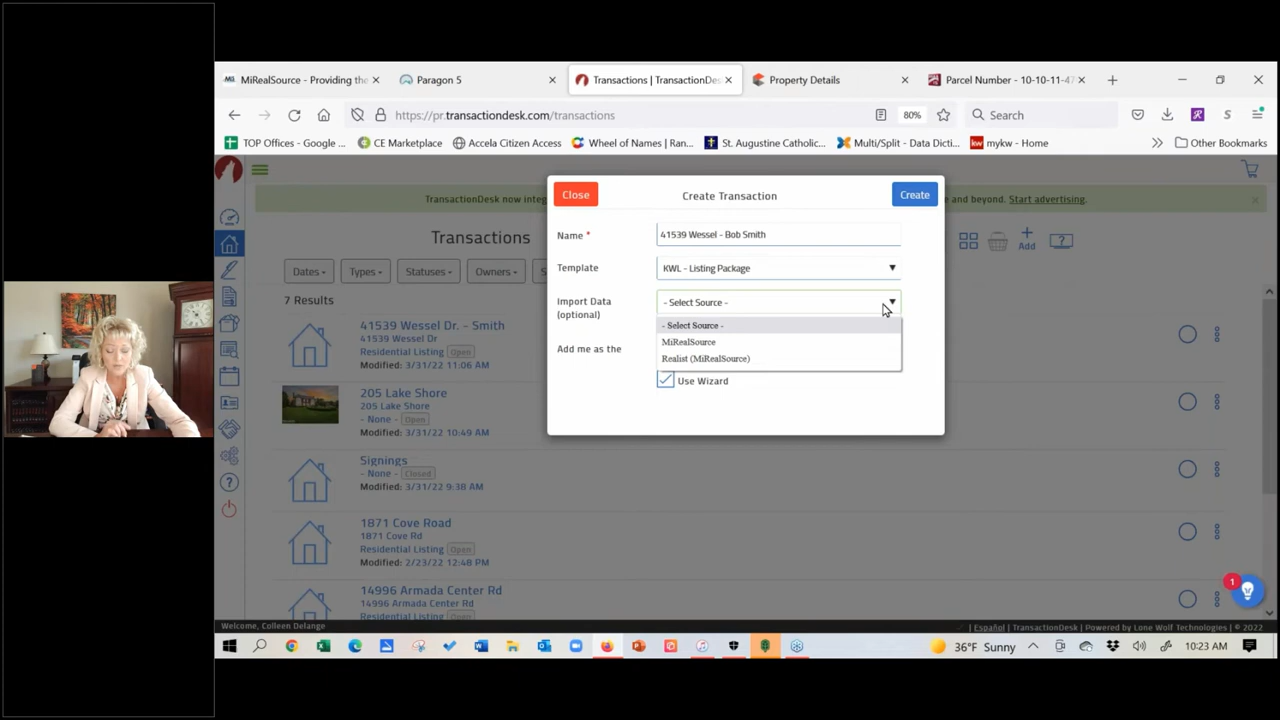 MiRealSource - Providing the
Paragon 5
Transactions | TransactionDes
Property Details
Parcel Number - 10-10-11-47
https://pr.transactiondesk.com/transactions
80%
Search
TOP Offices - Google ...
CE Marketplace
Accela Citizen Access
Wheel of Names | Ran...
St. Augustine Catholic...
Multi/Split - Data Dicti...
kw
mykw - Home
Other Bookmarks
TransactionDesk now integ
e and beyond. Start advertising.
Close
Create Transaction
Create
Transactions
Add
Name *
41539 Wessel - Bob Smith
Template
KWL - Listing Package
Import Data
(optional)
- Select Source -
- Select Source -
MiRealSource
Realist (MiRealSource)
Add me as the
Use Wizard
Dates
Types
Statuses
Owners
S
7 Results
41539 Wessel Dr. - Smith
41539 Wessel Dr
Residential Listing Open
Modified: 3/31/22 11:06 AM
205 Lake Shore
205 Lake Shore
- None - Open
Modified: 3/31/22 10:49 AM
Signings
- None - Closed
Modified: 3/31/22 9:38 AM
1871 Cove Road
1871 Cove Rd
Residential Listing Open
Modified: 2/23/22 12:48 PM
14996 Armada Center Rd
14996 Armada Center Rd
Residential Listing Open
1
Welcome, Colleen Delange
| Español | TransactionDesk | Powered by Lone Wolf Technologies | © 2022
36°F Sunny
10:23 AM